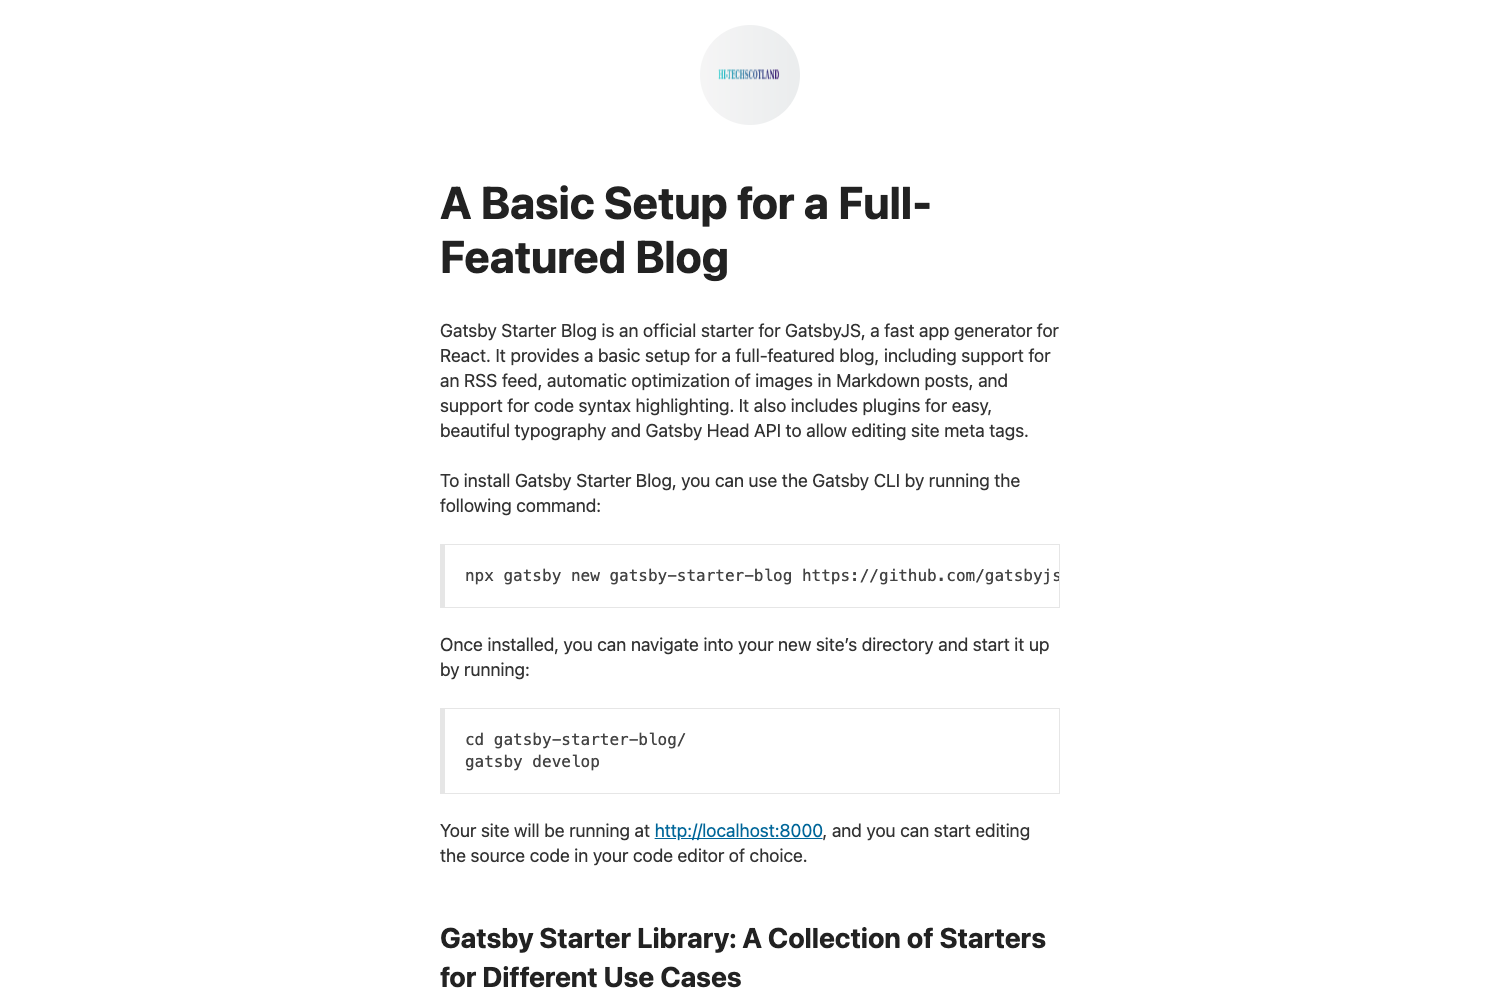 HI-TECHSCOTLAND
A Basic Setup for a Full-
Featured Blog
Gatsby Starter Blog is an official starter for GatsbyJS, a fast app generator for
React. It provides a basic setup for a full-featured blog, including support for
an RSS feed, automatic optimization of images in Markdown posts, and
support for code syntax highlighting. It also includes plugins for easy,
beautiful typography and Gatsby Head API to allow editing site meta tags.
To install Gatsby Starter Blog, you can use the Gatsby CLI by running the
following command:
npx gatsby new gatsby-starter-blog https://github.com/gatsbyjs
Once installed, you can navigate into your new site’s directory and start it up
by running:
cd gatsby-starter-blog/
gatsby develop
Your site will be running at http://localhost:8000, and you can start editing
the source code in your code editor of choice.
Gatsby Starter Library: A Collection of Starters
for Different Use Cases